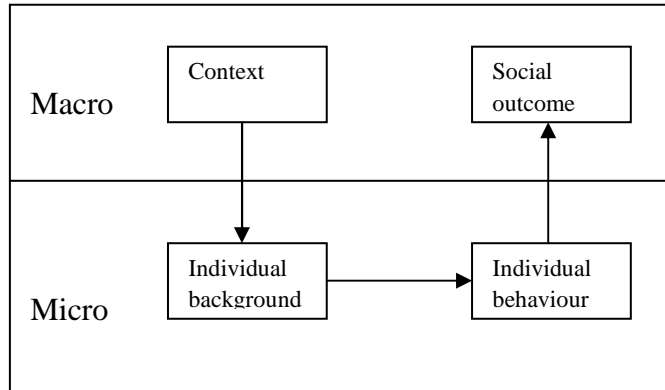 Macro
Context
Social
outcome
Micro
Individual
background
Individual
behaviour